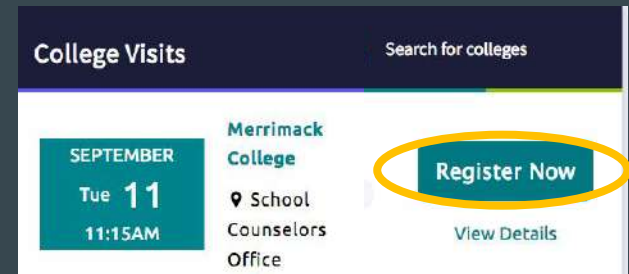 College Visits
Search for colleges
SEPTEMBER
Tue 11
11:15AM
Merrimack
College
School
Counselors
Office
Register Now
View Details